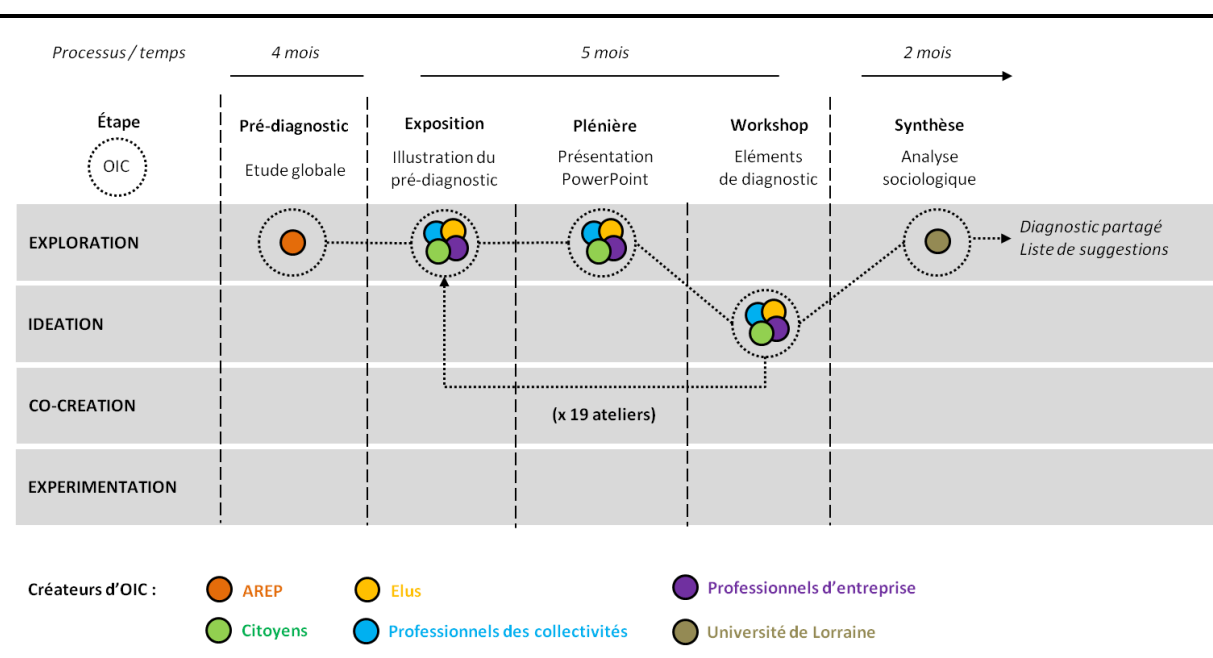 Processus / temps
4 mois
5 mois
2 mois
Étape
OIC
Pré-diagnostic
Etude globale
Exposition
Illustration du
pré-diagnostic
Plénière
Présentation
PowerPoint
Workshop
Eléments
de diagnostic
Synthèse
Analyse
sociologique
EXPLORATION
Diagnostic partagé
Liste de suggestions
IDEATION
CO-CREATION
(x 19 ateliers)
EXPERIMENTATION
Créateurs d'OIC :
AREP
Elus
Professionnels d'entreprise
Citoyens
Professionnels des collectivités
Université de Lorraine